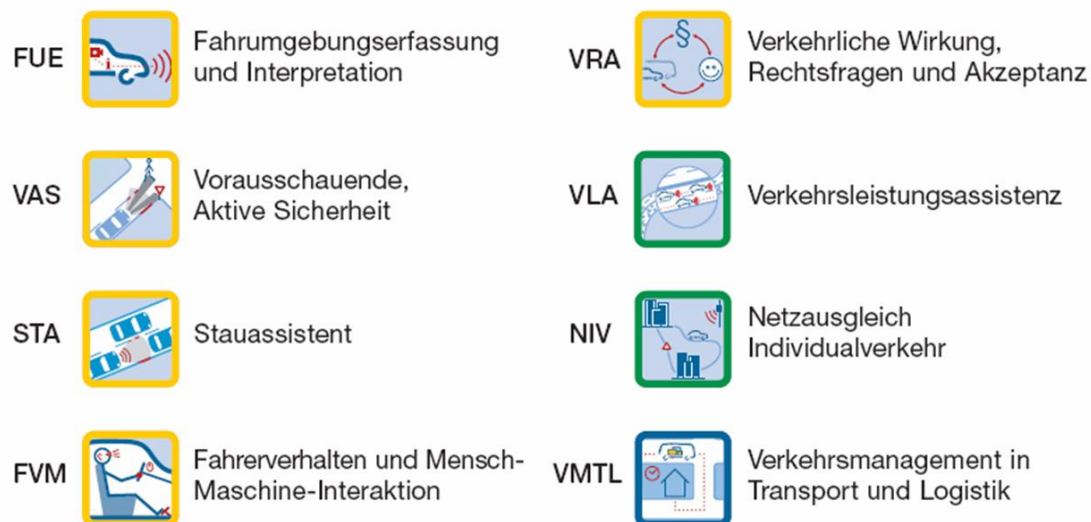 FUE
Fahrumgebungserfassung
und Interpretation
VAS
Vorausschauende,
Aktive Sicherheit
STA
Stauassistent
FVM
Fahrerverhalten und Mensch-
Maschine-Interaktion
VRA
§
Verkehrliche Wirkung,
Rechtsfragen und Akzeptanz
VLA
Verkehrsleistungsassistenz
NIV
Netzausgleich
Individualverkehr
VMTL
Verkehrsmanagement in
Transport und Logistik